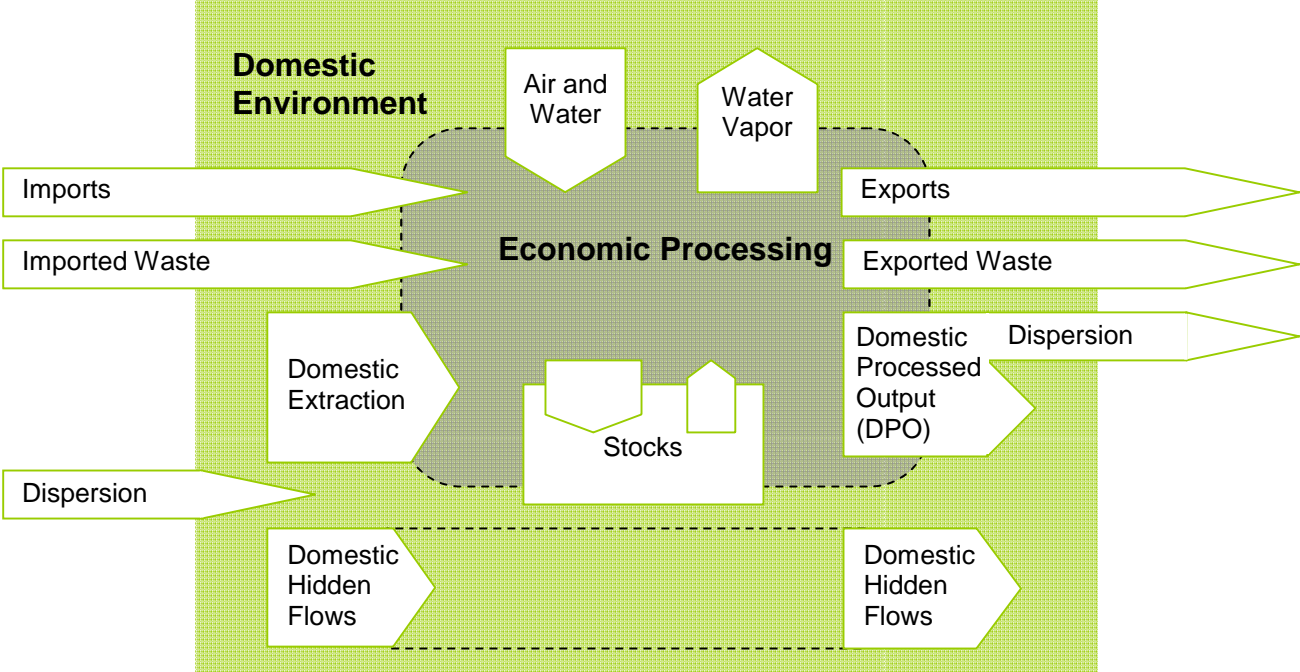 Domestic
Environment
Air and
Water
Water
Vapor
Imports
Exports
Economic Processing
Imported Waste
Exported Waste
Domestic
Extraction
Domestic
Processed
Output
(DPO)
Dispersion
Stocks
Dispersion
Domestic
Hidden
Flows
Domestic
Hidden
Flows